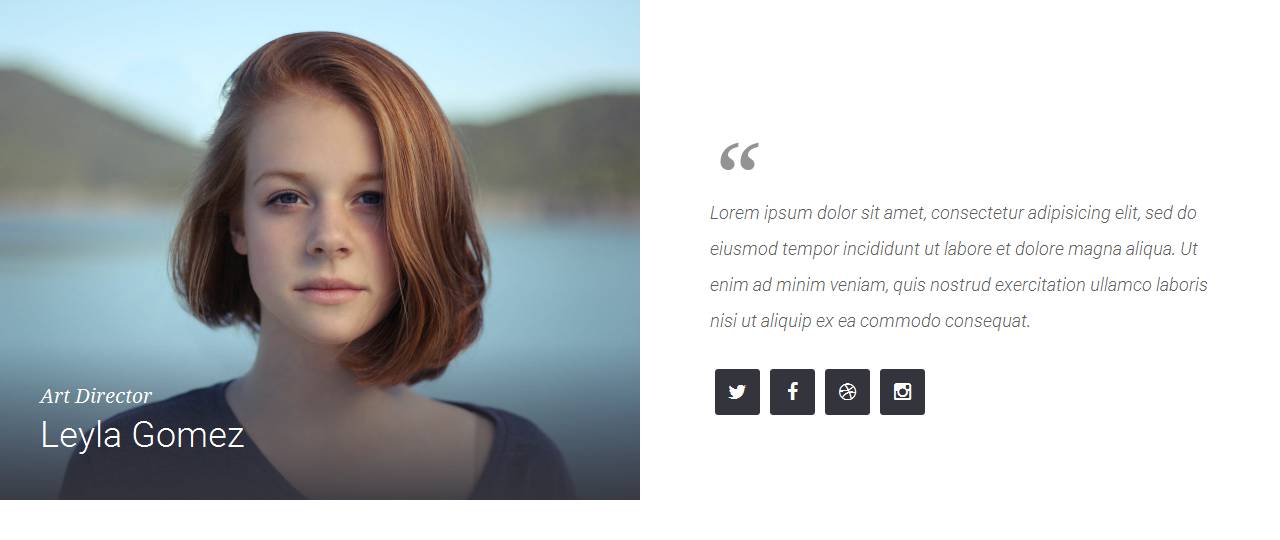 Art Director
Leyla Gomez
“
Lorem ipsum dolor sit amet, consectetur adipisicing elit, sed do
eiusmod tempor incididunt ut labore et dolore magna aliqua. Ut
enim ad minim veniam, quis nostrud exercitation ullamco laboris
nisi ut aliquip ex ea commodo consequat.